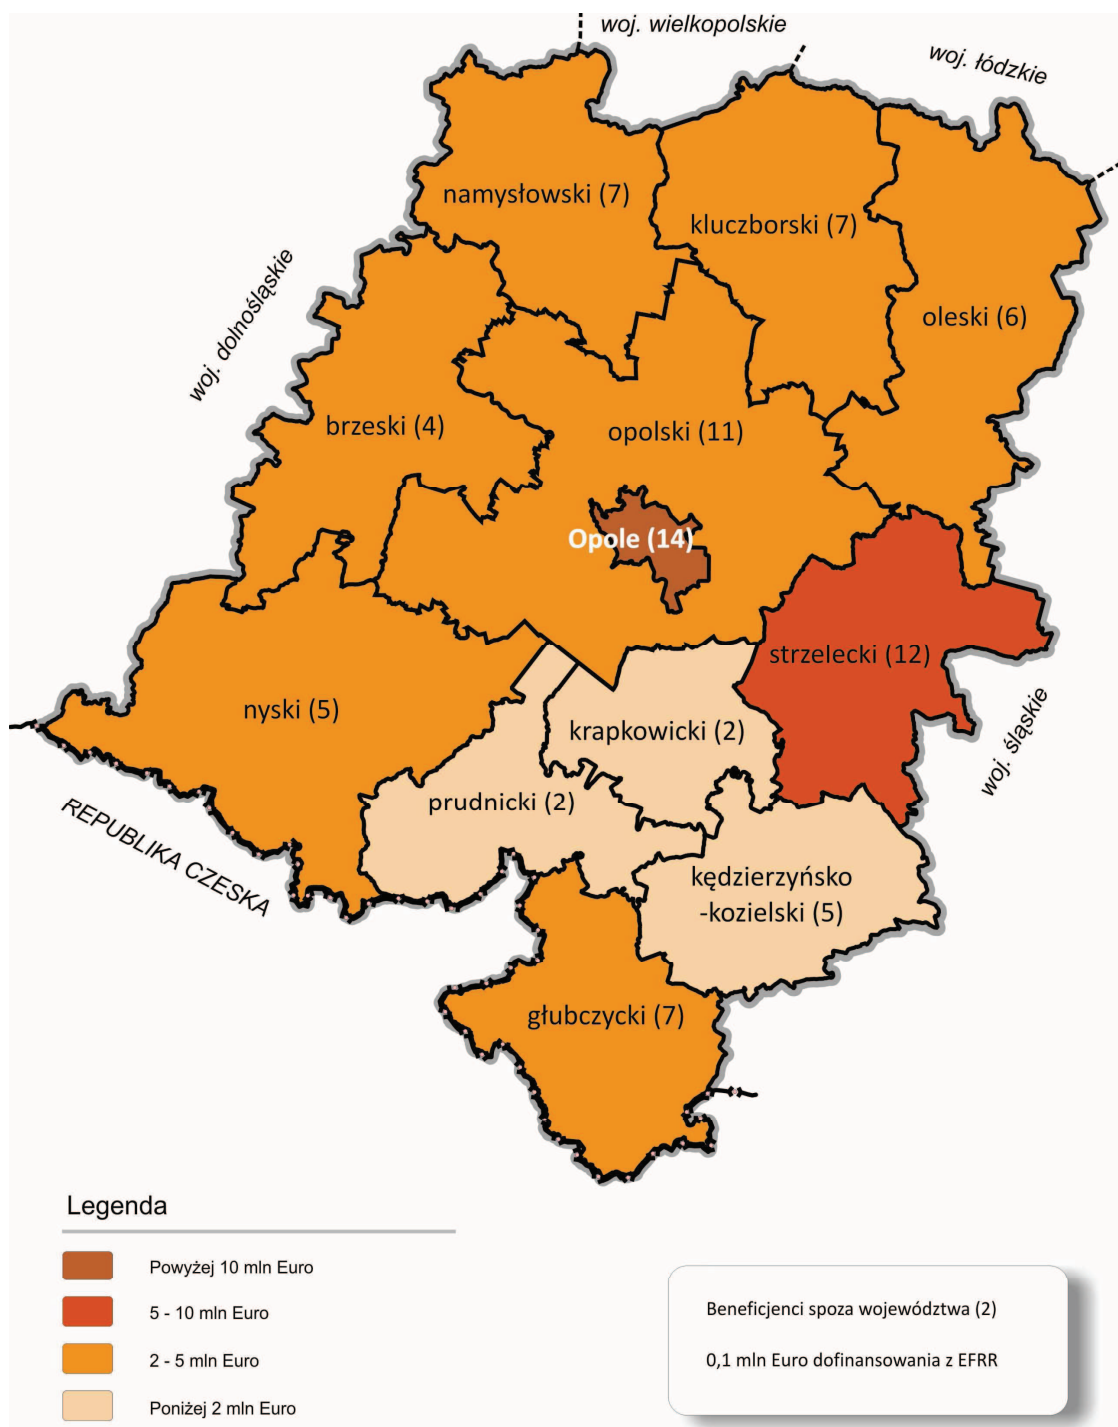 woj. wielkopolskie
woj. łódzkie
namysłowski (7)
kluczborski (7)
woj. dolnośląskie
oleski (6)
brzeski (4)
opolski (11)
Opole (14)
strzelecki (12)
nyski (5)
krapkowicki (2)
woj. śląskie
prudnicki (2)
REPUBLIKA CZESKA
kędzierzyńsko
-kozielski (5)
głubczycki (7)
Legenda
Powyżej 10 mln Euro
5 - 10 mln Euro
2 - 5 mln Euro
Poniżej 2 mln Euro
Beneficjenci spoza województwa (2)
0,1 mln Euro dofinansowania z EFRR